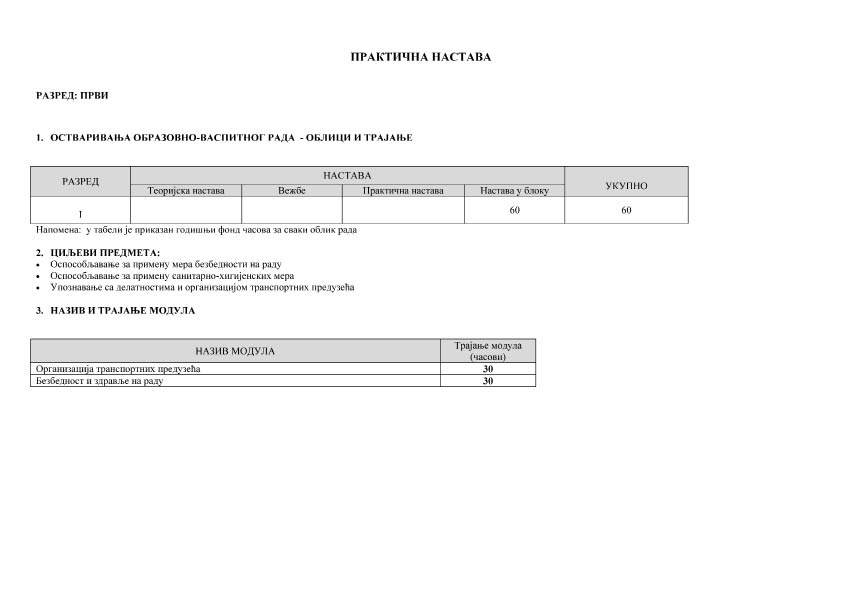 ПРАКТИЧНА НАСТАВА
РАЗРЕД: ПРВИ
1. ОСТВАРИВАЊА ОБРАЗОВНО-ВАСПИТНОГ РАДА - ОБЛИЦИ И ТРАЈАЊЕ
РАЗРЕД НАСТАВА УКУПНО
Теоријска настава Вежбе Практична настава Настава у блоку
I 60 60
Напомена: у табели је приказан годишњи фонд часова за сваки облик рада
2. ЦИЉЕВИ ПРЕДМЕТА:
• Оспособљавање за примену мера безбедности на раду
• Оспособљавање за примену санитарно-хигијенских мера
• Упознавање са делатностима и организацијом транспортних предузећа
3. НАЗИВ И ТРАЈАЊЕ МОДУЛА
НАЗИВ МОДУЛА Трајање модула
(часови)
Организација транспортних предузећа 30
Безбедност и здравље на раду 30